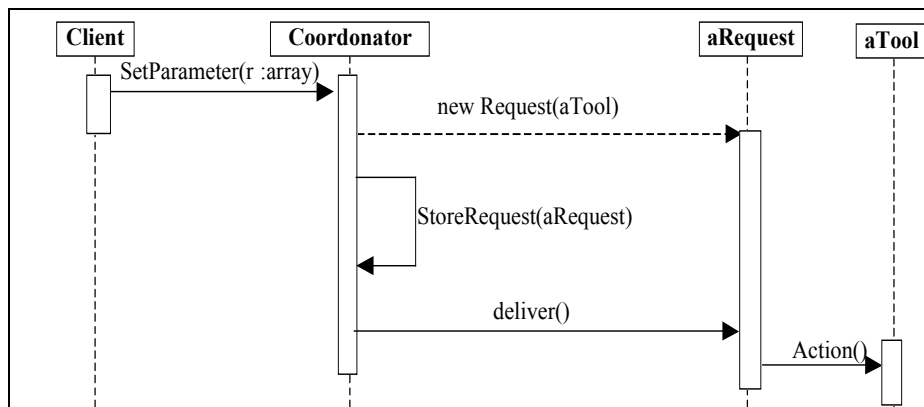 Client
Coordonator
aRequest
aTool
SetParameter(r :array)
new Request(aTool)
StoreRequest(aRequest)
deliver()
Action()